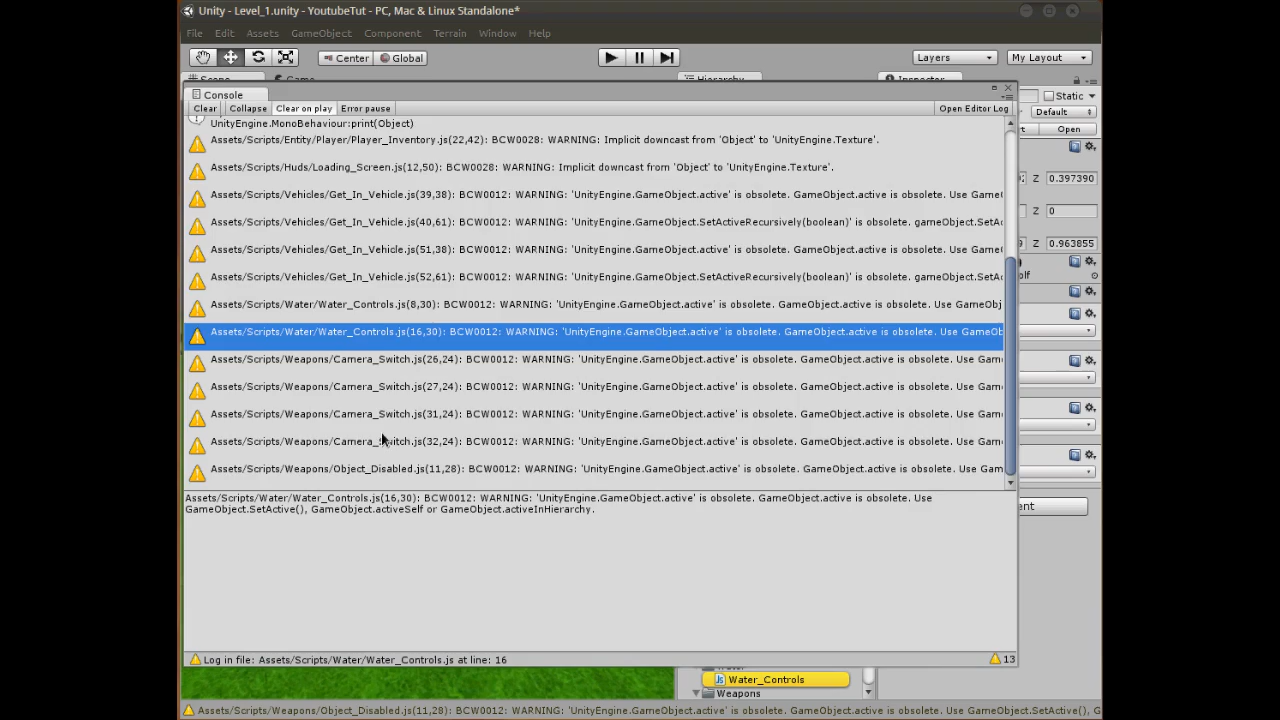 Unity - Level_1.unity - YoutubeTut - PC, Mac & Linux Standalone*
File Edit Assets GameObject Component Terrain Window Help
Center Global Layers My Layout
Scene Game Hierarchy Inspector
Console
Static
Clear Collapse Clear on play Error pause Open Editor Log
Default
UnityEngine.MonoBehaviour:print(Object)
Open
Assets/Scripts/Entity/Player/Player_Inventory.js(22,42): BCW0028: WARNING: Implicit downcast from 'Object' to 'UnityEngine.Texture'.
Assets/Scripts/Huds/Loading_Screen.js(12,50): BCW0028: WARNING: Implicit downcast from 'Object' to 'UnityEngine.Texture'.
Z 0.397390
Assets/Scripts/Vehicles/Get_In_Vehicle.js(39,38): BCW0012: WARNING: 'UnityEngine.GameObject.active' is obsolete. GameObject.active is obsolete. Use Game
Z 0
Assets/Scripts/Vehicles/Get_In_Vehicle.js(40,61): BCW0012: WARNING: 'UnityEngine.GameObject.SetActiveRecursively(boolean)' is obsolete. gameObject.SetAc
Z 0.963855
Assets/Scripts/Vehicles/Get_In_Vehicle.js(51,38): BCW0012: WARNING: 'UnityEngine.GameObject.active' is obsolete. GameObject.active is obsolete. Use Game
Assets/Scripts/Vehicles/Get_In_Vehicle.js(52,61): BCW0012: WARNING: 'UnityEngine.GameObject.SetActiveRecursively(boolean)' is obsolete. gameObject.SetAc
Assets/Scripts/Water/Water_Controls.js(8,30): BCW0012: WARNING: 'UnityEngine.GameObject.active' is obsolete. GameObject.active is obsolete. Use GameObj
Assets/Scripts/Water/Water_Controls.js(16,30): BCW0012: WARNING: 'UnityEngine.GameObject.active' is obsolete. GameObject.active is obsolete. Use GameOb
Assets/Scripts/Weapons/Camera_Switch.js(26,24): BCW0012: WARNING: 'UnityEngine.GameObject.active' is obsolete. GameObject.active is obsolete. Use Game
Assets/Scripts/Weapons/Camera_Switch.js(27,24): BCW0012: WARNING: 'UnityEngine.GameObject.active' is obsolete. GameObject.active is obsolete. Use Game
Assets/Scripts/Weapons/Camera_Switch.js(31,24): BCW0012: WARNING: 'UnityEngine.GameObject.active' is obsolete. GameObject.active is obsolete. Use Game
Assets/Scripts/Weapons/Camera_Switch.js(32,24): BCW0012: WARNING: 'UnityEngine.GameObject.active' is obsolete. GameObject.active is obsolete. Use Game
Assets/Scripts/Weapons/Object_Disabled.js(11,28): BCW0012: WARNING: 'UnityEngine.GameObject.active' is obsolete. GameObject.active is obsolete. Use Gam
Assets/Scripts/Water/Water_Controls.js(16,30): BCW0012: WARNING: 'UnityEngine.GameObject.active' is obsolete. GameObject.active is obsolete. Use
GameObject.SetActive(), GameObject.activeSelf or GameObject.activeInHierarchy.
Log in file: Assets/Scripts/Water/Water_Controls.js at line: 16 13
Water_Controls
Weapons
Assets/Scripts/Weapons/Object_Disabled.js(11,28): BCW0012: WARNING: 'UnityEngine.GameObject.active' is obsolete. GameObject.active is obsolete. Use GameObject.SetActive(), G